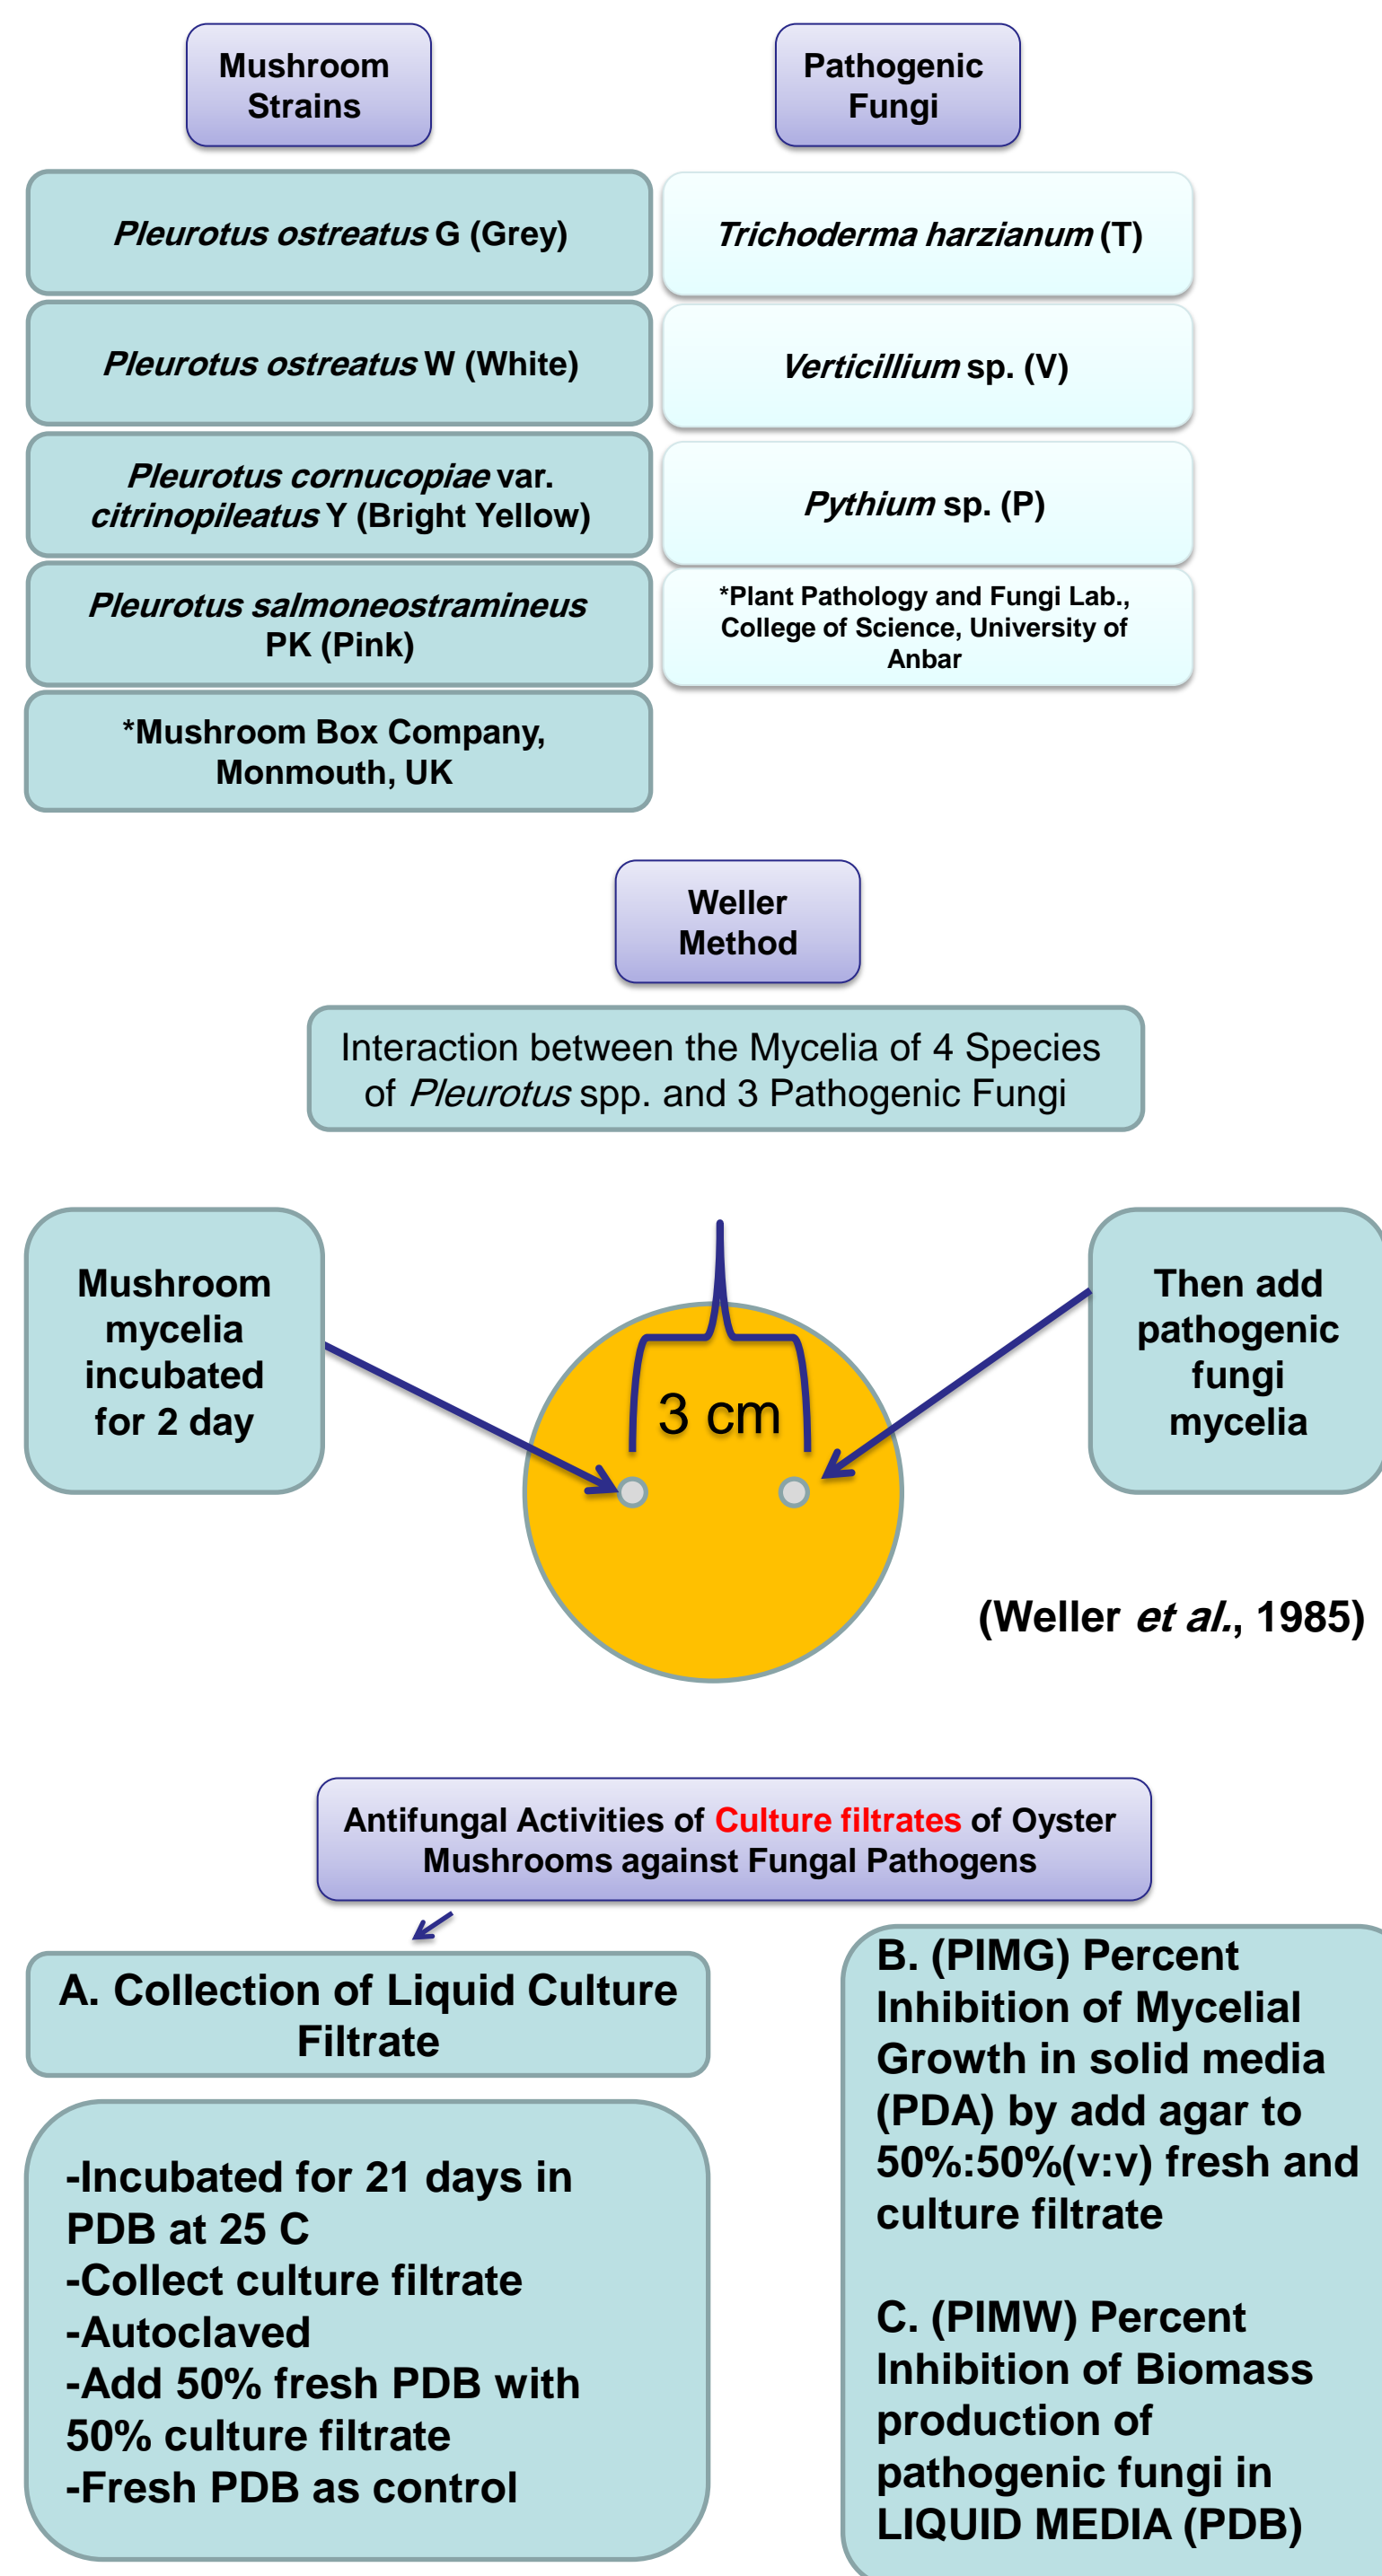 Mushroom
Strains
Pathogenic
Fungi
Pleurotus ostreatus G (Grey)
Trichoderma harzianum (T)
Pleurotus ostreatus W (White)
Verticillium sp. (V)
Pleurotus cornucopiae var.
citrinopileatus Y (Bright Yellow)
Pythium sp. (P)
Pleurotus salmoneostramineus
PK (Pink)
*Plant Pathology and Fungi Lab.,
College of Science, University of
Anbar
*Mushroom Box Company,
Monmouth, UK
Weller
Method
Interaction between the Mycelia of 4 Species
of Pleurotus spp. and 3 Pathogenic Fungi
Mushroom
mycelia
incubated
for 2 day
3 cm
Then add
pathogenic
fungi
mycelia
(Weller et al., 1985)
Antifungal Activities of Culture filtrates of Oyster
Mushrooms against Fungal Pathogens
A. Collection of Liquid Culture
Filtrate
-Incubated for 21 days in
PDB at 25 C
-Collect culture filtrate
-Autoclaved
-Add 50% fresh PDB with
50% culture filtrate
-Fresh PDB as control
B. (PIMG) Percent
Inhibition of Mycelial
Growth in solid media
(PDA) by add agar to
50%:50%(v:v) fresh and
culture filtrate
C. (PIMW) Percent
Inhibition of Biomass
production of
pathogenic fungi in
LIQUID MEDIA (PDB)